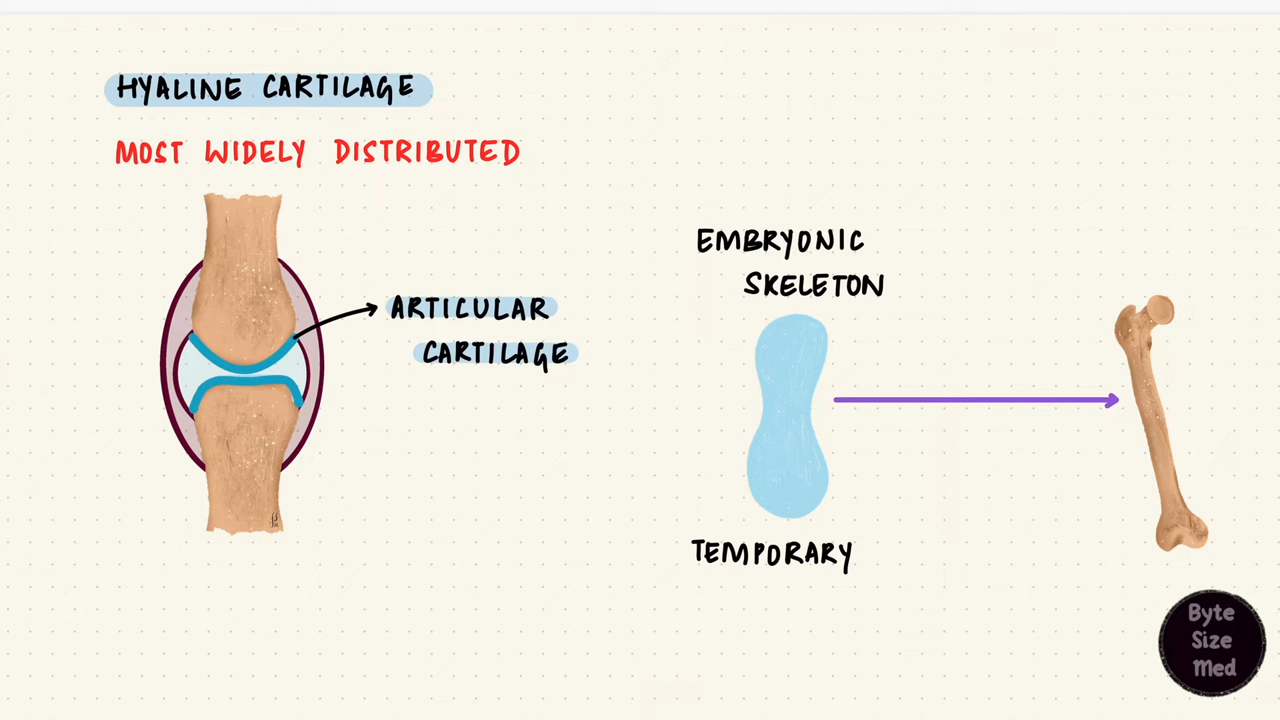 HYALINE CARTILAGE
MOST WIDELY DISTRIBUTED
ARTICULAR
CARTILAGE
EMBRYONIC
SKELETON
TEMPORARY
Byte
Size
Med